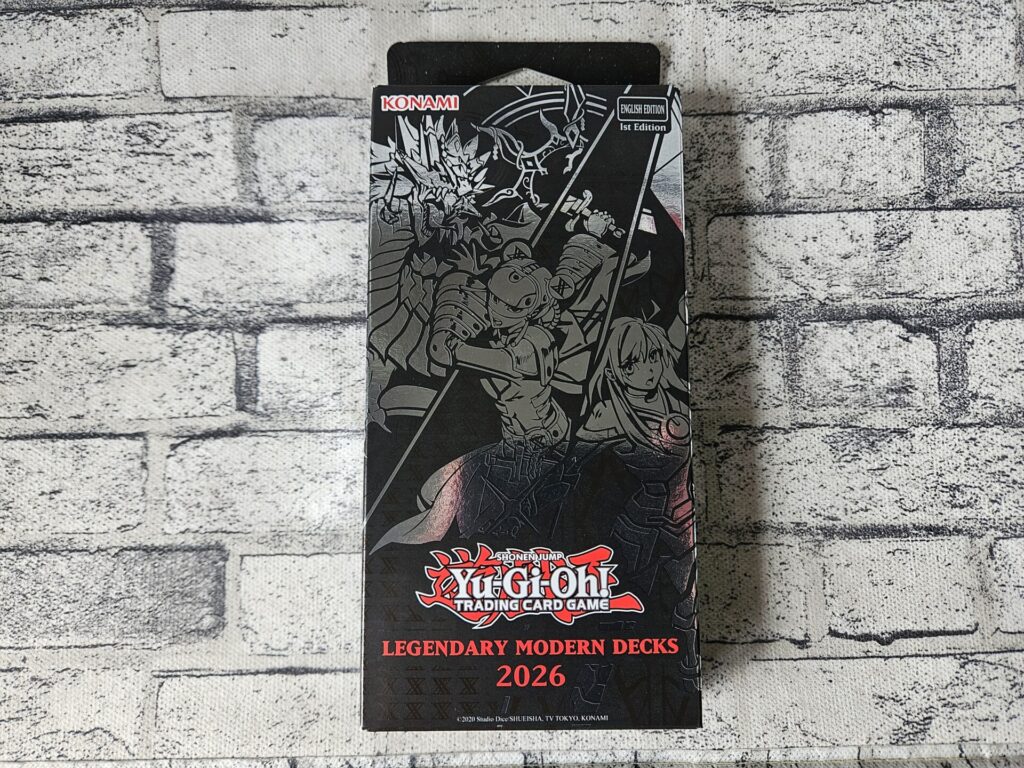 KONAMI
ENGLISH EDITION
1st Edition
SHONEN JUMP
Yu-Gi-Oh!
TRADING CARD GAME
LEGENDARY MODERN DECKS
2026
©2020 Studio Dice/SHUEISHA, TV TOKYO, KONAMI